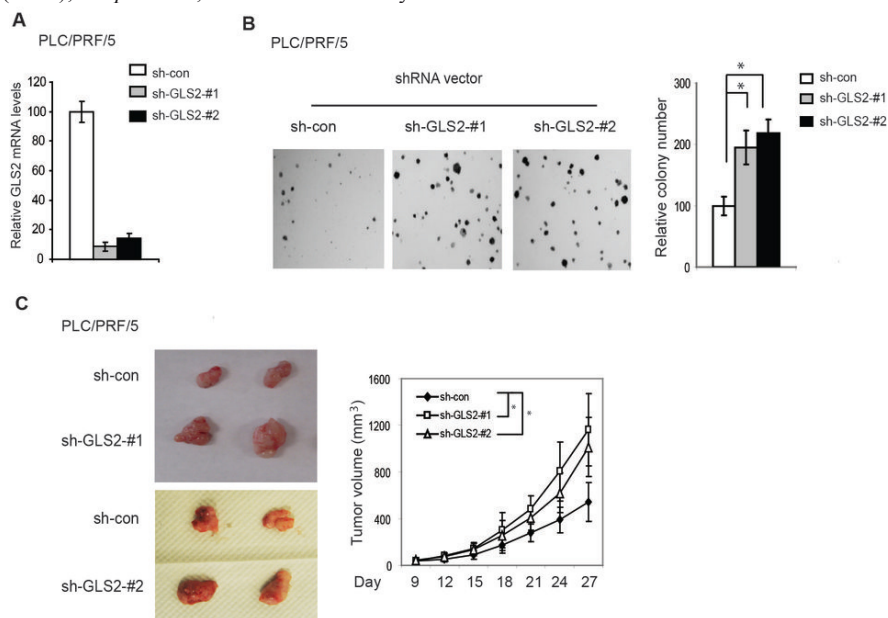 A
PLC/PRF/5
Relative GLS2 mRNA levels
120
100
80
60
40
20
0
sh-con
sh-GLS2-#1
sh-GLS2-#2
B
PLC/PRF/5
shRNA vector
sh-con sh-GLS2-#1 sh-GLS2-#2
Relative colony number
300
200
100
0
* 
*
sh-con
sh-GLS2-#1
sh-GLS2-#2
C
PLC/PRF/5
sh-con
sh-GLS2-#1
sh-con
sh-GLS2-#2
Tumor volume (mm³)
1600
1200
800
400
0
sh-con
sh-GLS2-#1
sh-GLS2-#2
*
*
Day 9 12 15 18 21 24 27